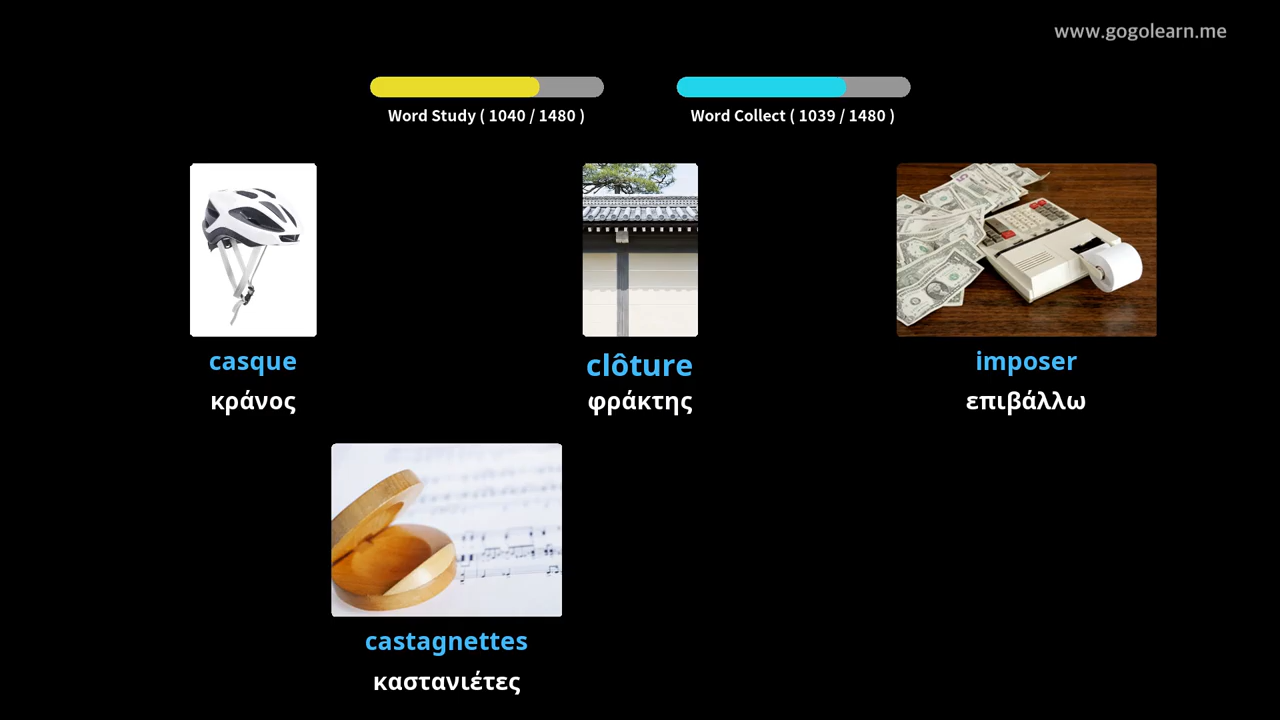 www.gogolearn.me
Word Study ( 1040 / 1480 )
Word Collect ( 1039 / 1480 )
casque
κράνος
clôture
φράκτης
imposer
επιβάλλω
castagnettes
καστανιέτες